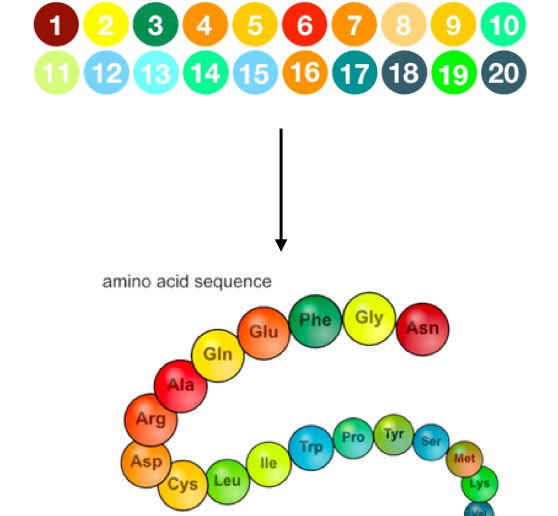 1 2 3 4 5 6 7 8 9 10
11 12 13 14 15 16 17 18 19 20
amino acid sequence
Asn
Gly
Phe
Glu
Gln
Ala
Arg
Asp
Cys
Leu
Ile
Trp
Pro
Tyr
Ser
Met
Lys